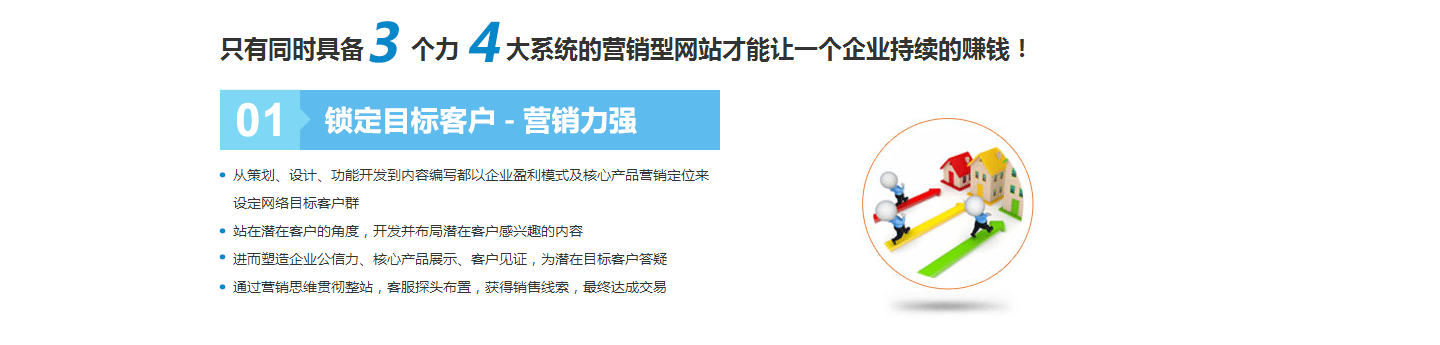 只有同时具备3个力4大系统的营销型网站才能让一个企业持续的赚钱！
01 锁定目标客户－营销力强
从策划、设计、功能开发到内容编写都以企业盈利模式及核心产品营销定位来
设定网络目标客户群
站在潜在客户的角度，开发并布局潜在客户感兴趣的内容
进而塑造企业公信力、核心产品展示、客户见证，为潜在目标客户答疑
通过营销思维贯彻整站，客服探头布置，获得销售线索，最终达成交易